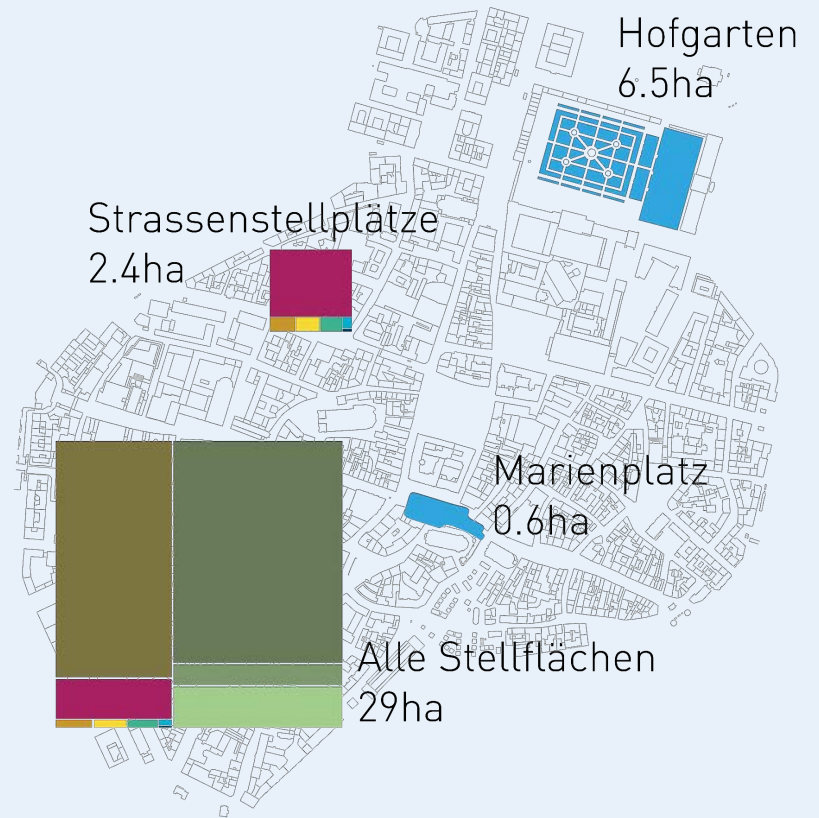 Hofgarten
6.5ha
Strassenstellplätze
2.4ha
Marienplatz
0.6ha
Alle Stellflächen
29ha